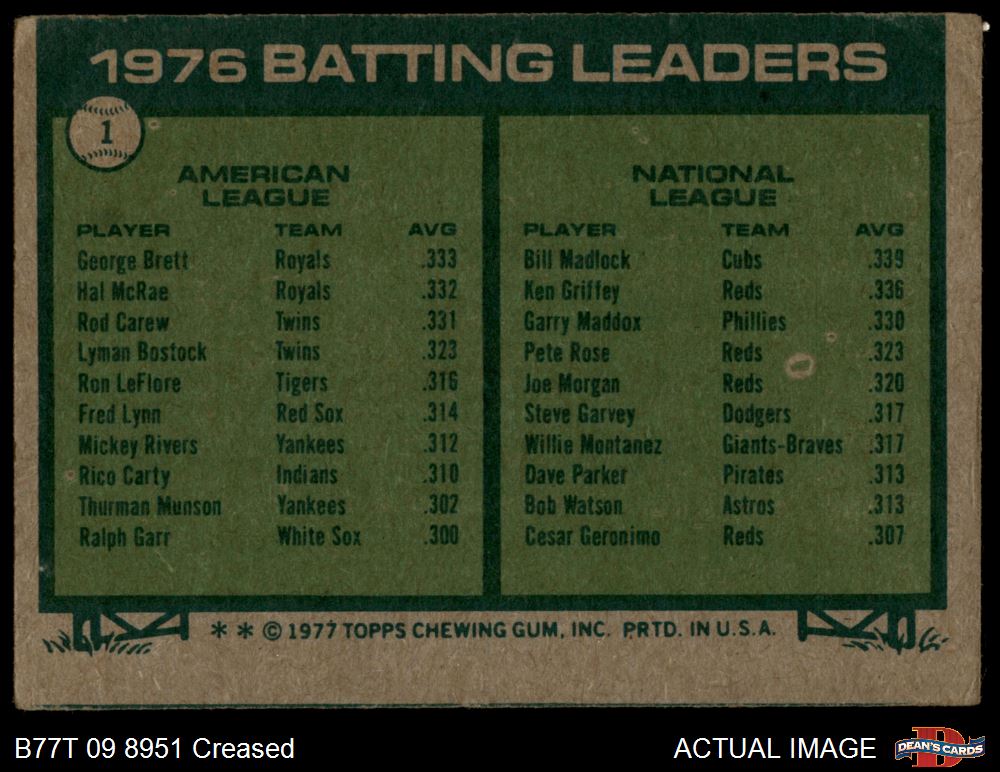 1976 BATTING LEADERS
1
AMERICAN
LEAGUE
PLAYER TEAM AVG
George Brett Royals .333
Hal McRae Royals .332
Rod Carew Twins .331
Lyman Bostock Twins .323
Ron LeFlore Tigers .316
Fred Lynn Red Sox .314
Mickey Rivers Yankees .312
Rico Carty Indians .310
Thurman Munson Yankees .302
Ralph Garr White Sox .300
NATIONAL
LEAGUE
PLAYER TEAM AVG
Bill Madlock Cubs .339
Ken Griffey Reds .336
Garry Maddox Phillies .330
Pete Rose Reds .323
Joe Morgan Reds .320
Steve Garvey Dodgers .317
Willie Montanez Giants-Braves .317
Dave Parker Pirates .313
Bob Watson Astros .313
Cesar Geronimo Reds .307
* * © 1977 TOPPS CHEWING GUM, INC. PRTD. IN U.S.A.
B77T 09 8951 Creased
ACTUAL IMAGE
D
DEAN'S CARDS